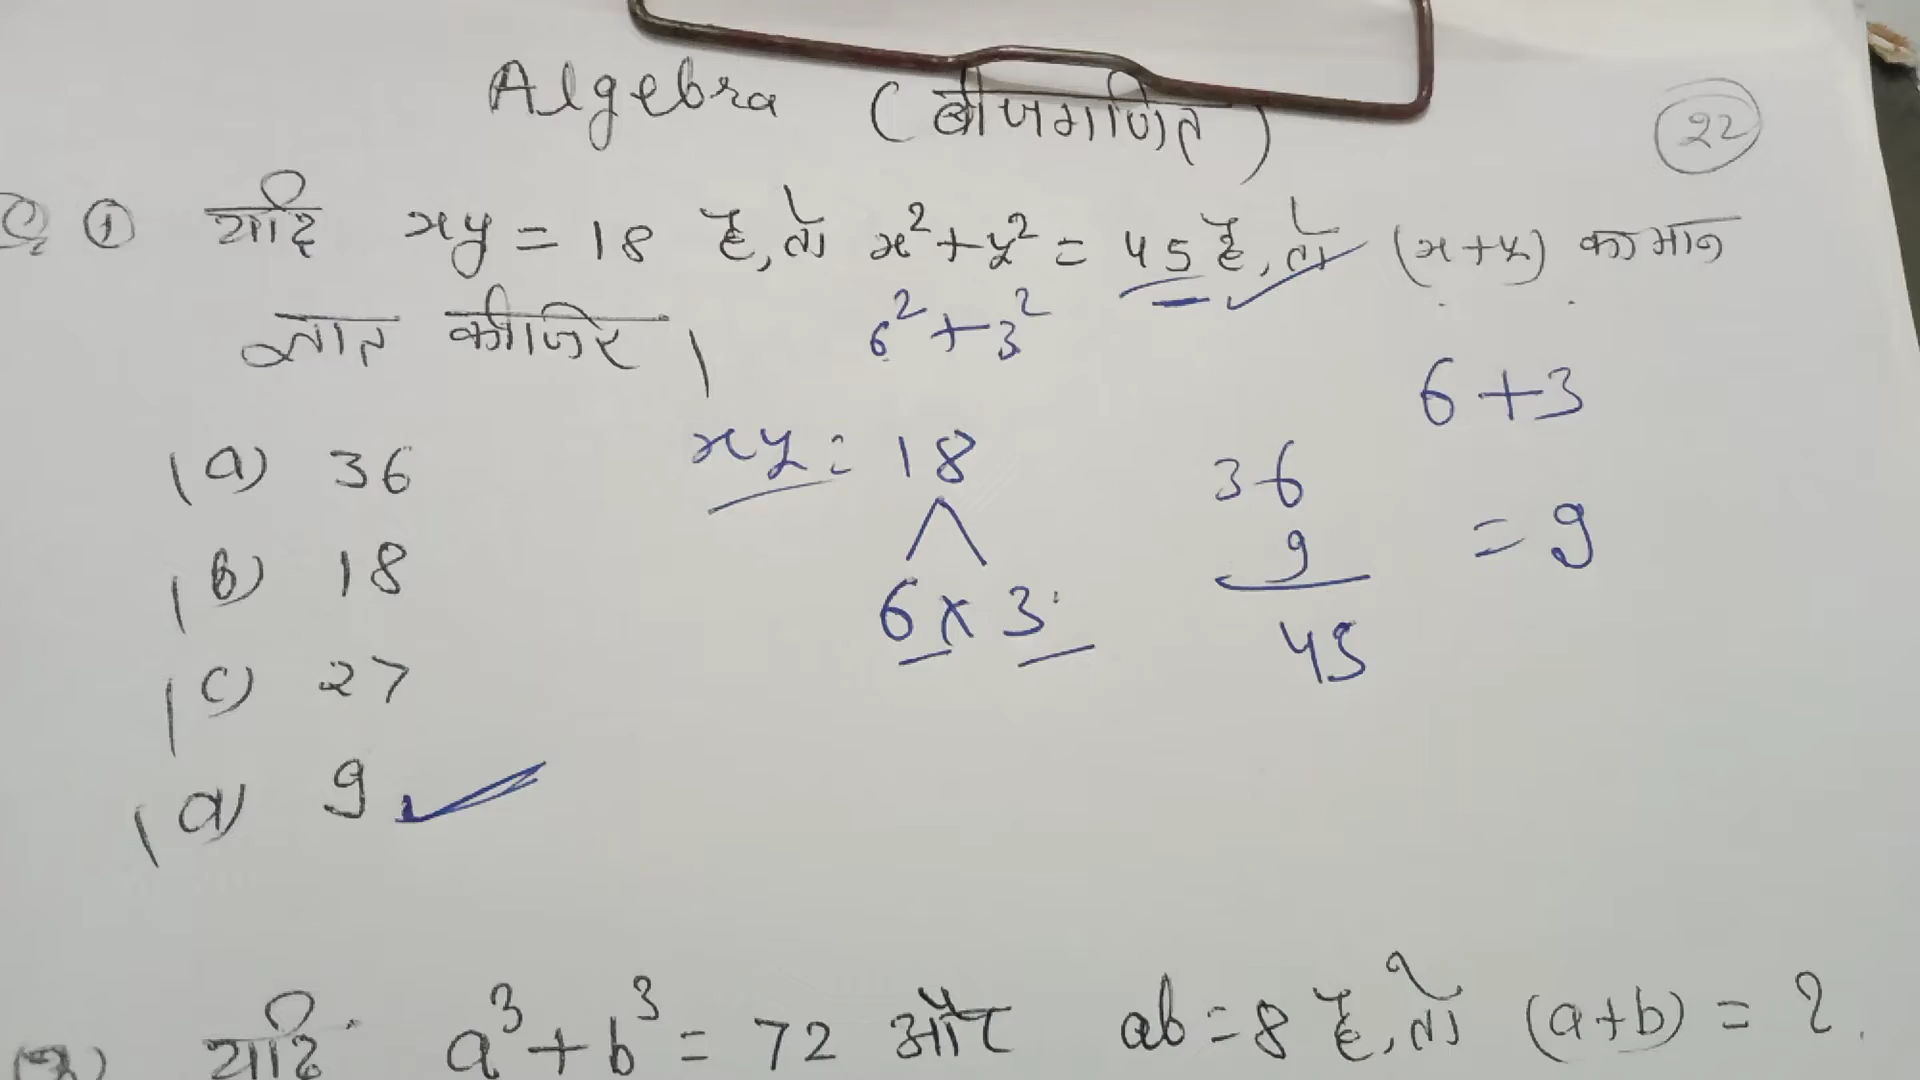 Algebra (बीजगणित)
22
Q ① यदि xy = 18 है, तो x² + y² = 45 है, तो (x + y) का मान
ज्ञात कीजिए।
6² + 3²
6 + 3
= 9
xy = 18
6 × 3
36
9
45
(a) 36
(b) 18
(c) 27
(d) 9
यदि a³ + b³ = 72 और ab = 8 है, तो (a+b) = ?